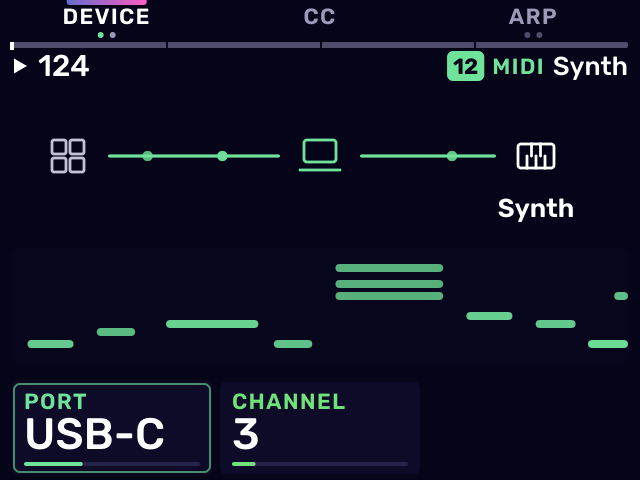 DEVICE CC ARP
124 12 MIDI Synth
Synth
PORT CHANNEL
USB-C 3